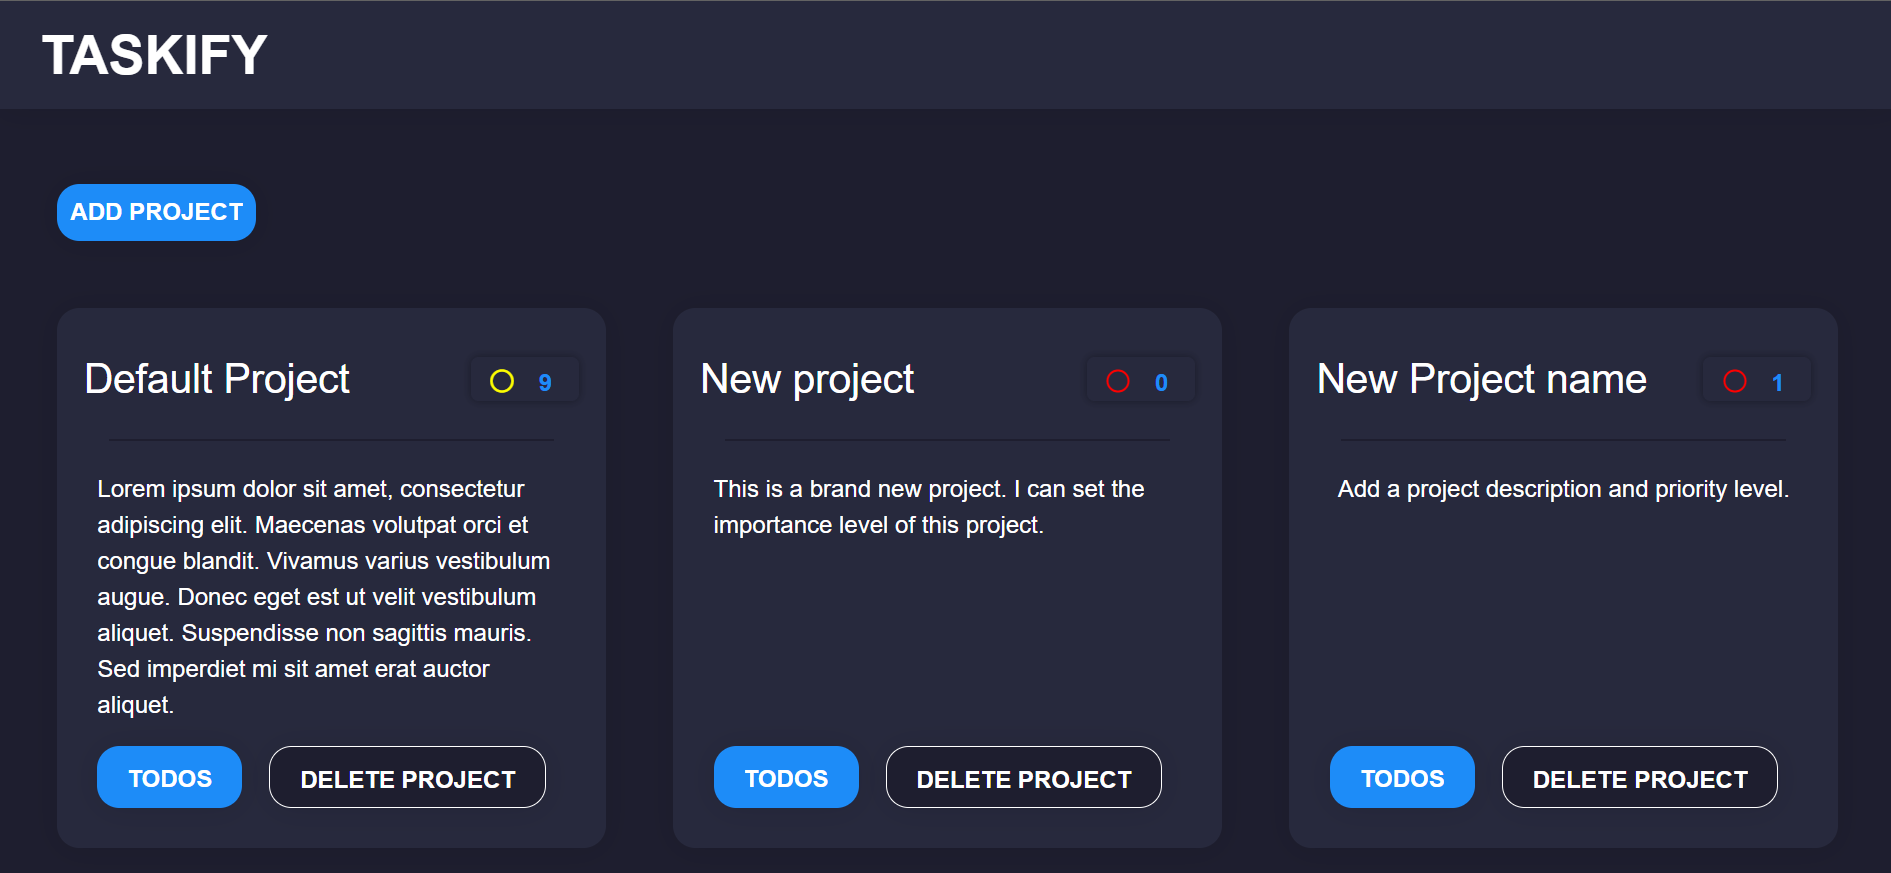 TASKIFY
ADD PROJECT
Default Project
9
Lorem ipsum dolor sit amet, consectetur
adipiscing elit. Maecenas volutpat orci et
congue blandit. Vivamus varius vestibulum
augue. Donec eget est ut velit vestibulum
aliquet. Suspendisse non sagittis mauris.
Sed imperdiet mi sit amet erat auctor
aliquet.
TODOS
DELETE PROJECT
New project
0
This is a brand new project. I can set the
importance level of this project.
TODOS
DELETE PROJECT
New Project name
1
Add a project description and priority level.
TODOS
DELETE PROJECT